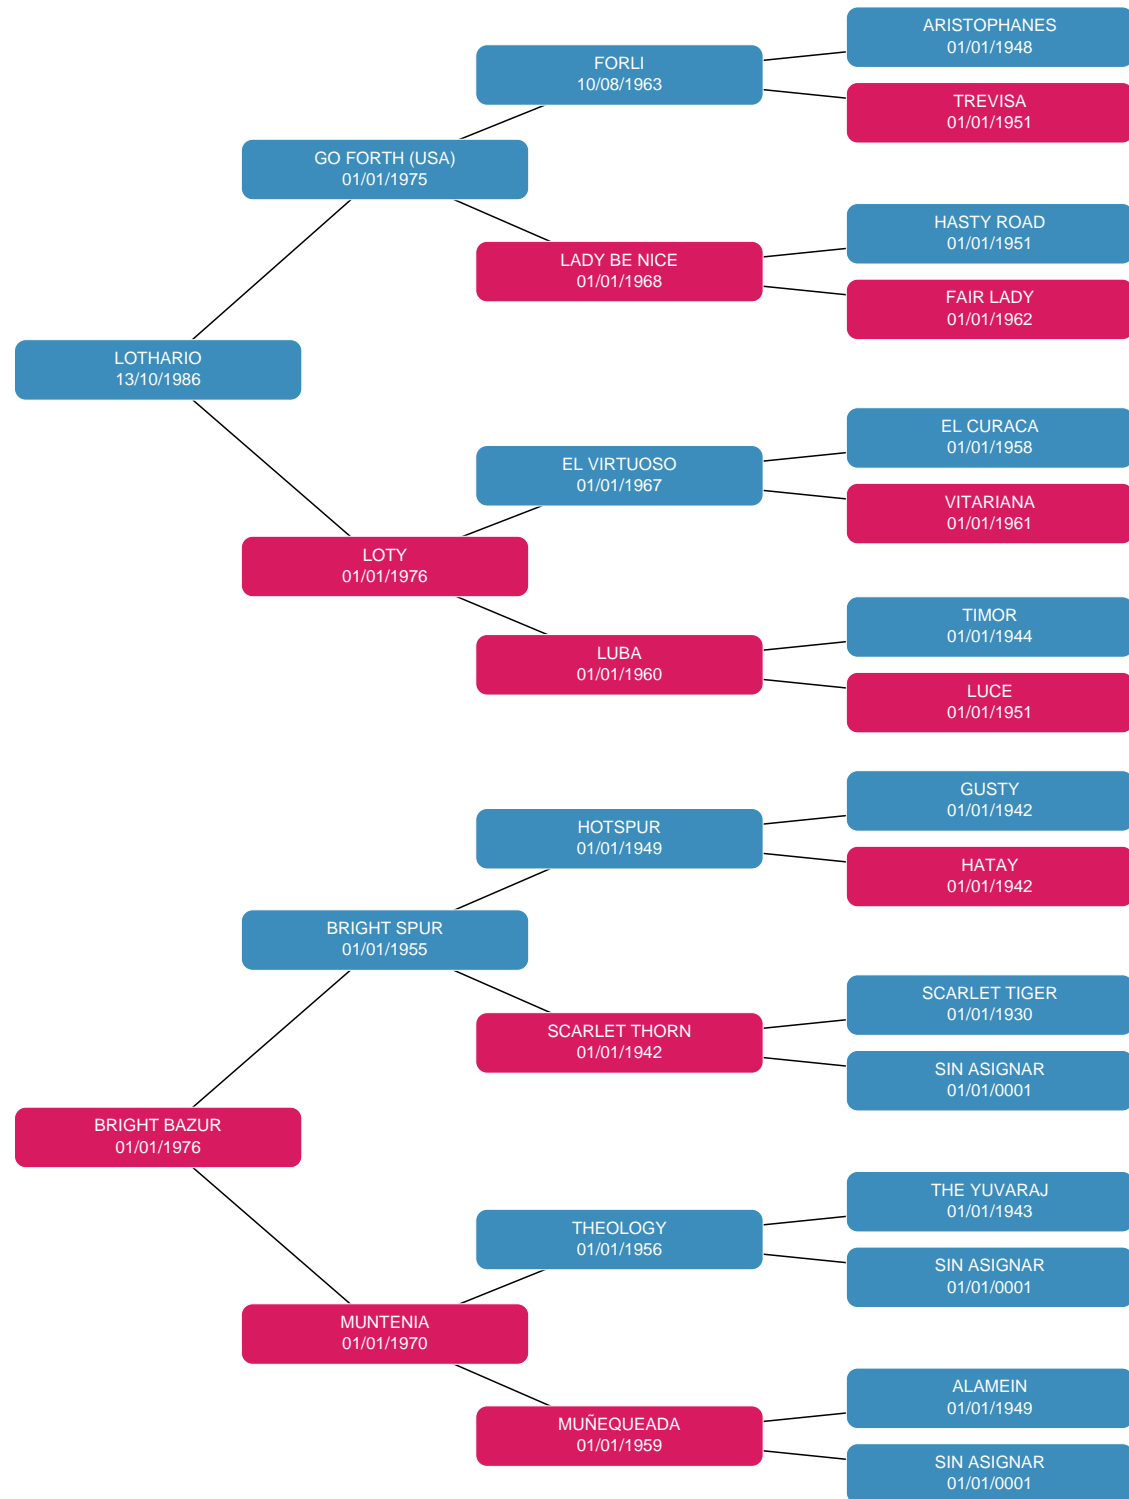 ARISTOPHANES
01/01/1948
FORLI
10/08/1963
TREVISA
01/01/1951
GO FORTH (USA)
01/01/1975
HASTY ROAD
01/01/1951
LADY BE NICE
01/01/1968
FAIR LADY
01/01/1962
LOTHARIO
13/10/1986
EL CURACA
01/01/1958
EL VIRTUOSO
01/01/1967
VITARIANA
01/01/1961
LOTY
01/01/1976
TIMOR
01/01/1944
LUBA
01/01/1960
LUCE
01/01/1951
GUSTY
01/01/1942
HOTSPUR
01/01/1949
HATAY
01/01/1942
BRIGHT SPUR
01/01/1955
SCARLET TIGER
01/01/1930
SCARLET THORN
01/01/1942
SIN ASIGNAR
01/01/0001
BRIGHT BAZUR
01/01/1976
THE YUVARAJ
01/01/1943
THEOLOGY
01/01/1956
SIN ASIGNAR
01/01/0001
MUNTENIA
01/01/1970
ALAMEIN
01/01/1949
MUÑEQUEADA
01/01/1959
SIN ASIGNAR
01/01/0001